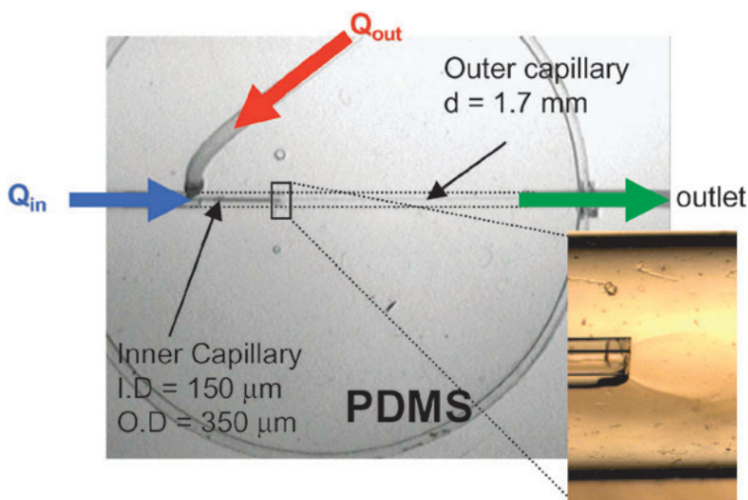 Qout
Outer capillary
d = 1.7 mm
Qin
outlet
Inner Capillary
I.D = 150 µm
O.D = 350 µm
PDMS